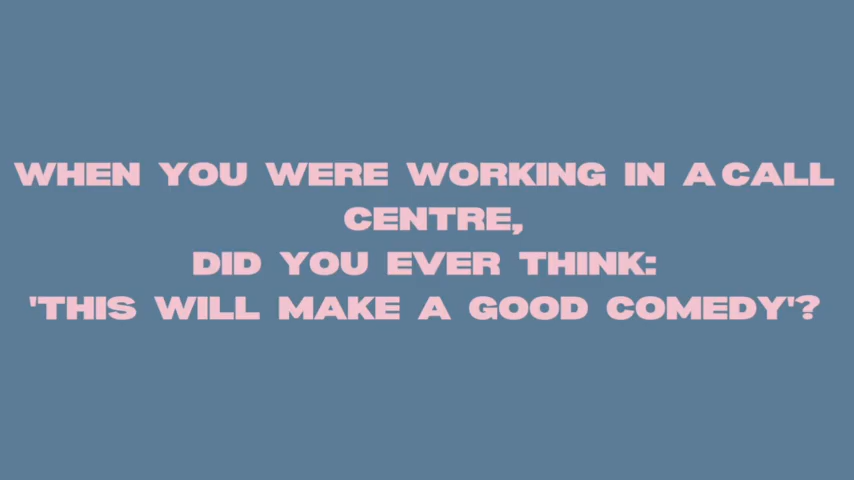 WHEN YOU WERE WORKING IN A CALL
CENTRE,
DID YOU EVER THINK:
'THIS WILL MAKE A GOOD COMEDY'?